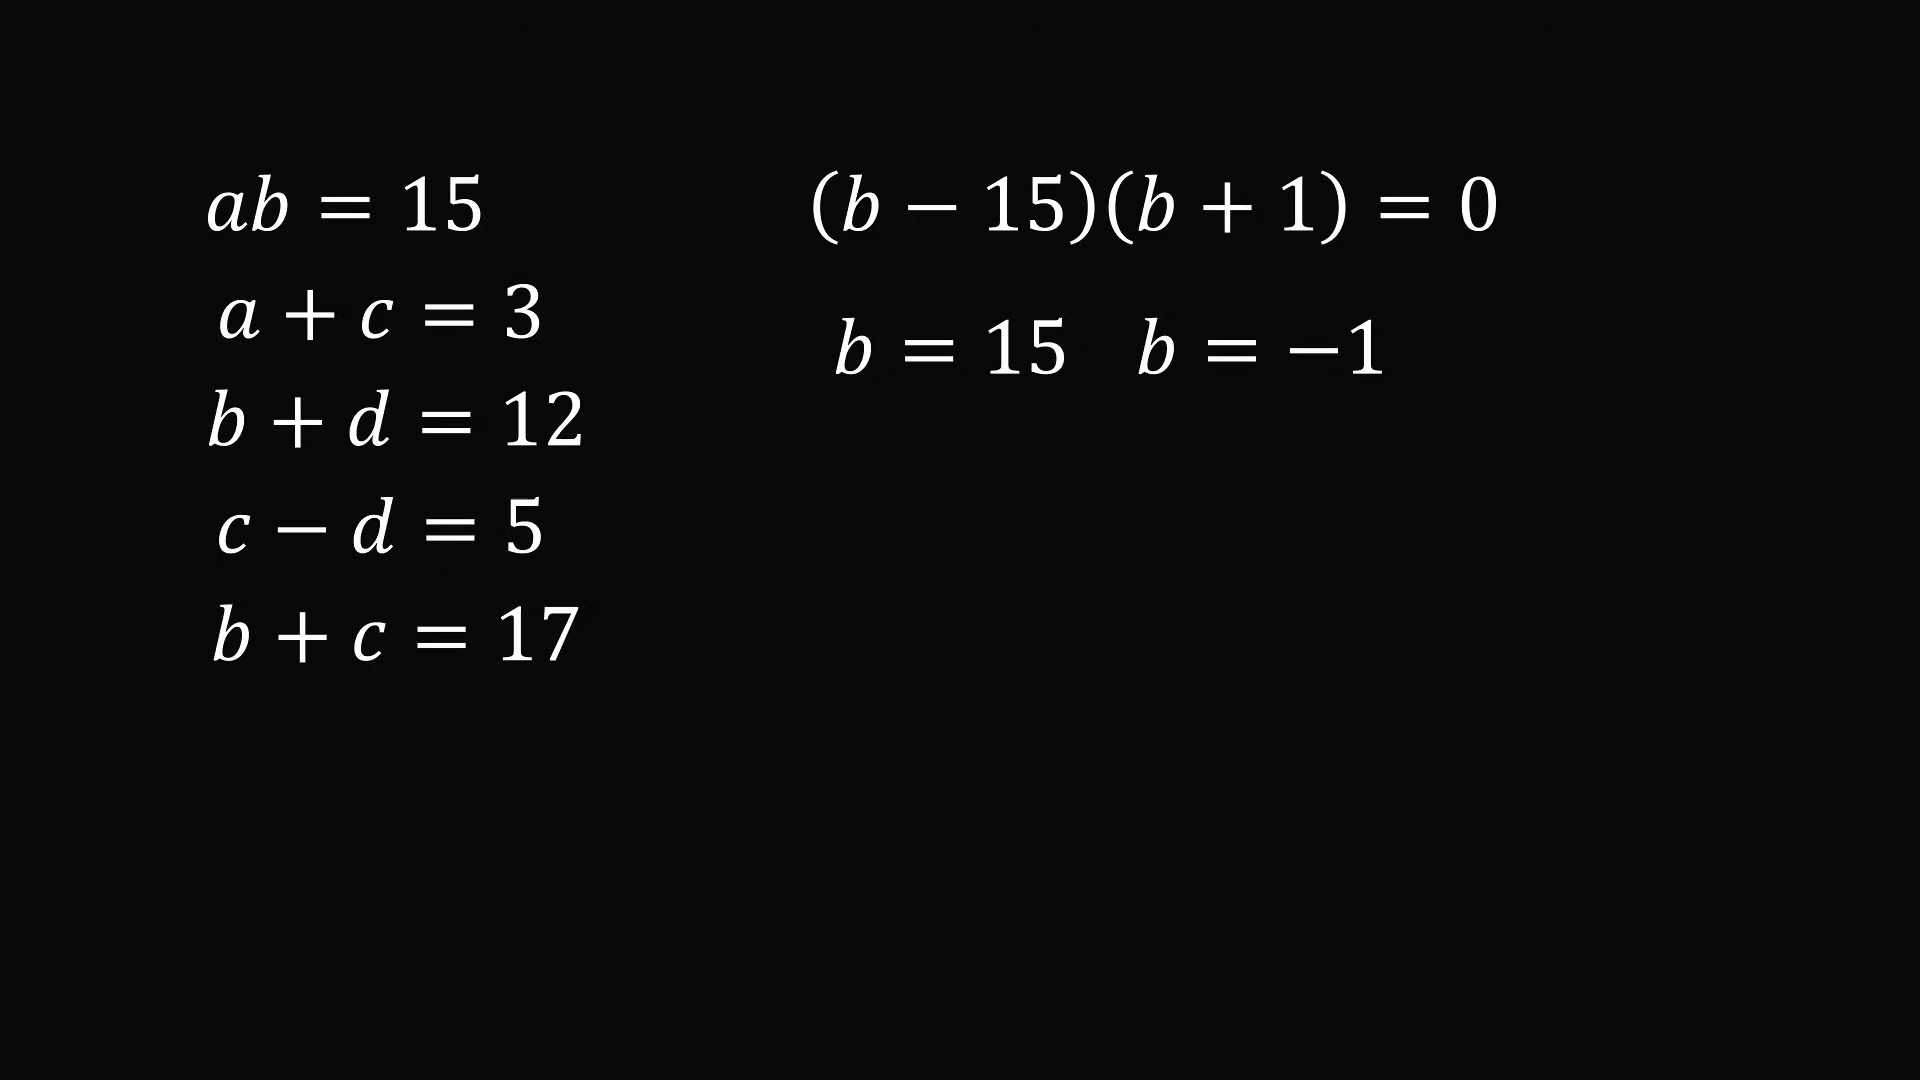 ab = 15
a + c = 3
b + d = 12
c − d = 5
b + c = 17
(b − 15)(b + 1) = 0
b = 15 b = −1